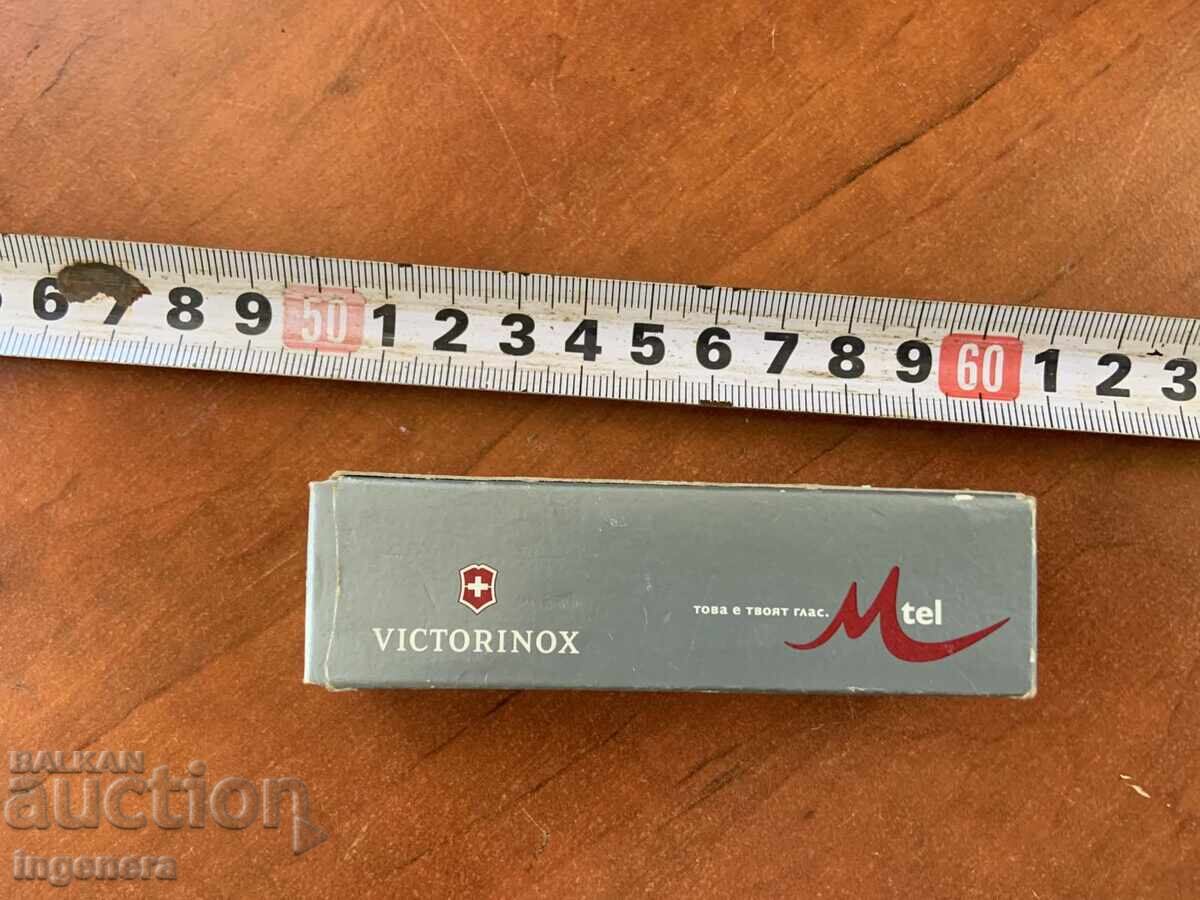 6 7 8 9 50 1 2 3 4 5 6 7 8 9 60 1 2 3
VICTORINOX
това е твоят глас. Mtel
BALKAN
auction
ingenera